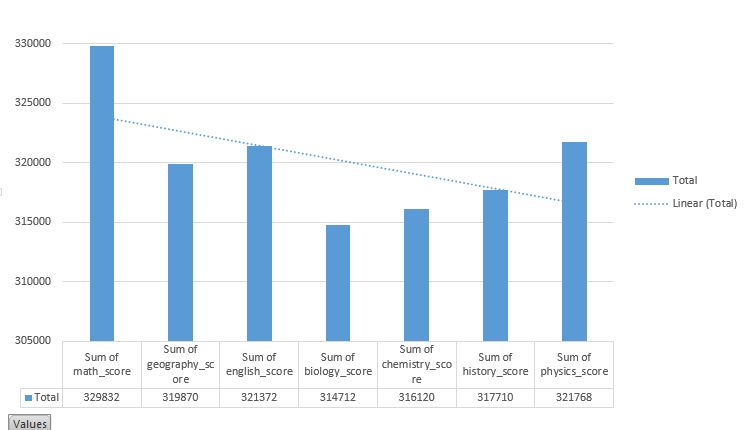 330000
325000
320000
315000
310000
305000
Total
Linear (Total)
Sum of
math_score
Sum of
geography_sc
ore
Sum of
english_score
Sum of
biology_score
Sum of
chemistry_sco
re
Sum of
history_score
Sum of
physics_score
Total 329832 319870 321372 314712 316120 317710 321768
Values